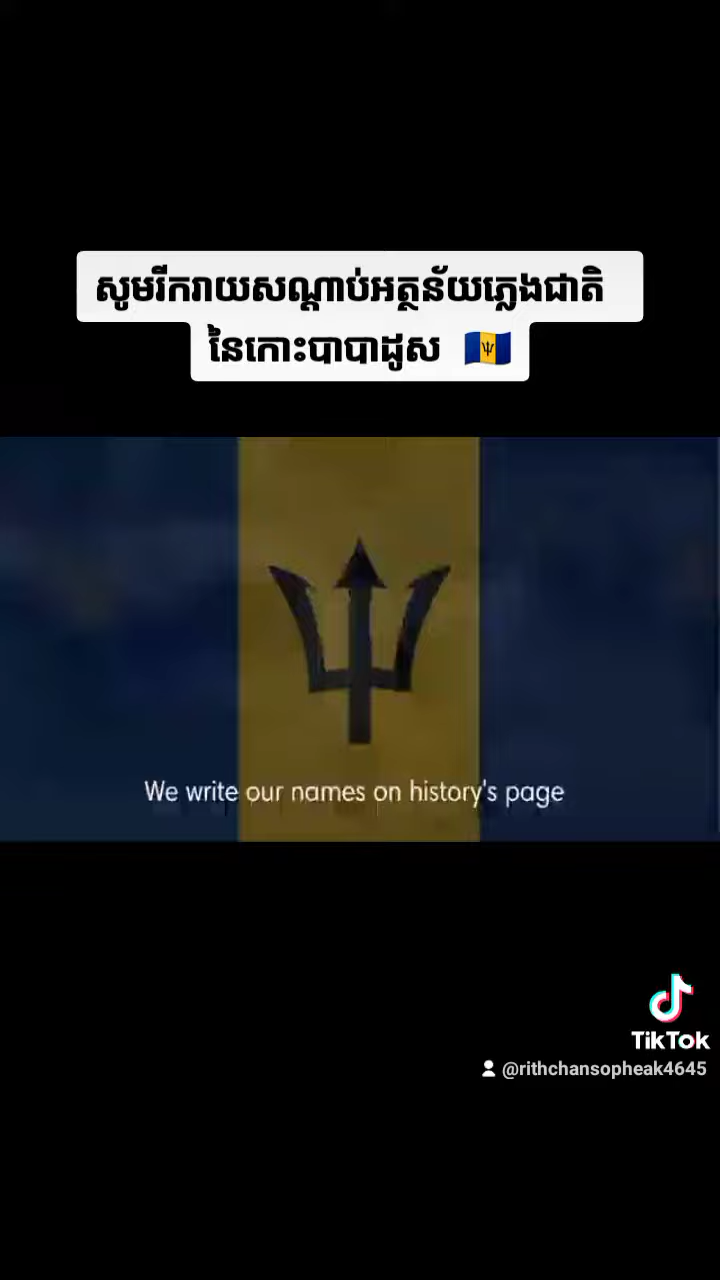 សូមរីករាយសណ្ដាប់អត្ថន័យភ្លេងជាតិ
នៃកោះបាបាដូស 🇧🇧
We write our names on history's page
TikTok
@rithchansopheak4645